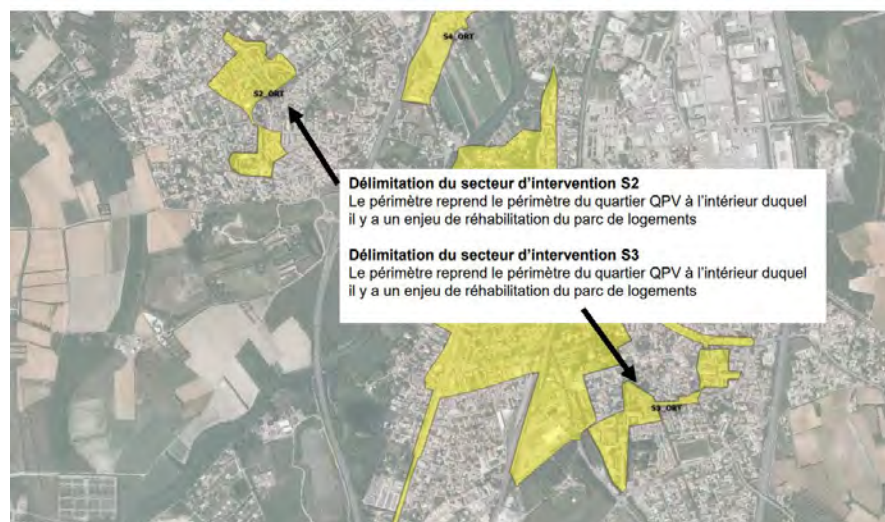 S4_ORT
S2_ORT
Délimitation du secteur d'intervention S2
Le périmètre reprend le périmètre du quartier QPV à l'intérieur duquel
il y a un enjeu de réhabilitation du parc de logements
Délimitation du secteur d'intervention S3
Le périmètre reprend le périmètre du quartier QPV à l'intérieur duquel
il y a un enjeu de réhabilitation du parc de logements
S3_ORT